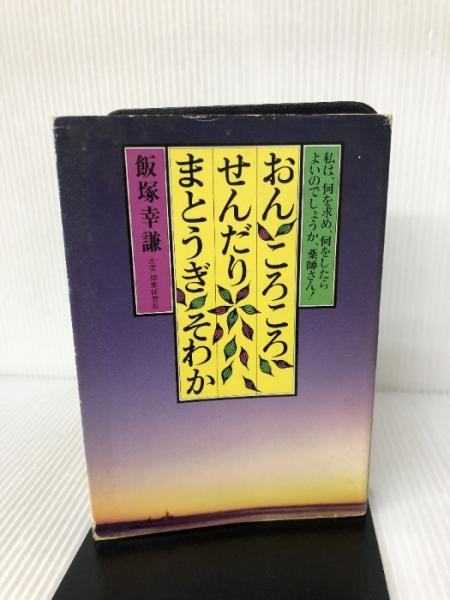 私は、何を求め、何をしたら
よいのでしょうか、薬師さん!
おんころころ
せんだり
まとうぎそわか
飯塚幸謙